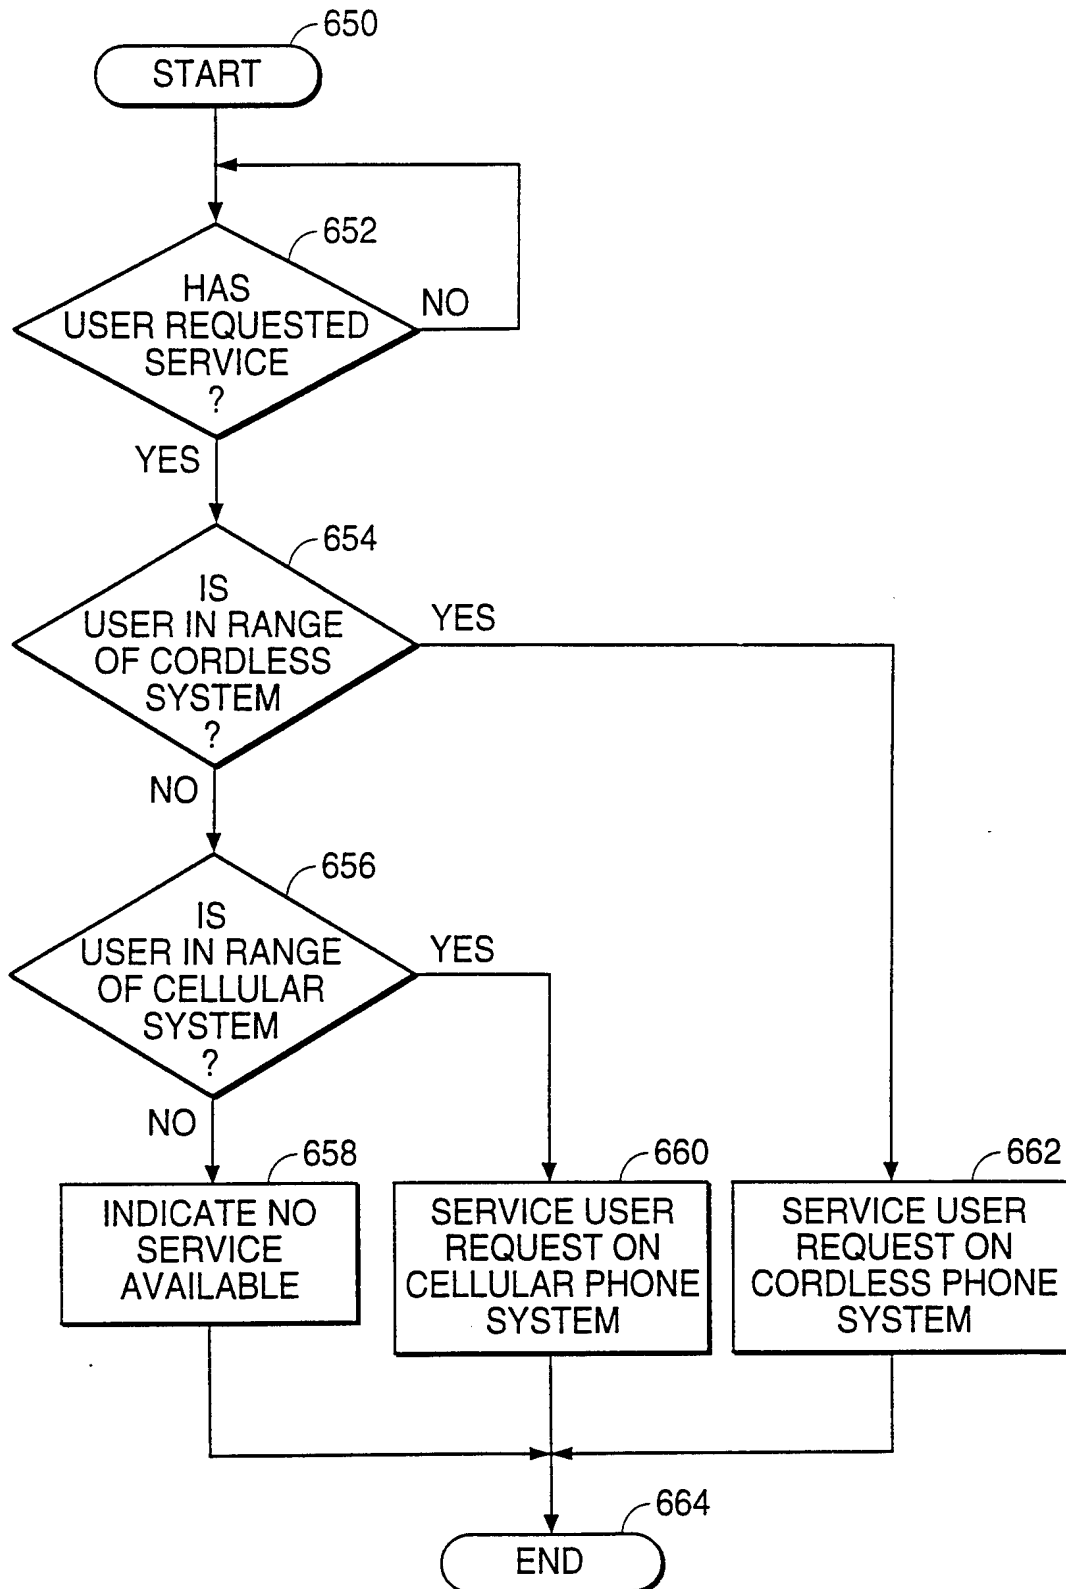 650
START
652
HAS
USER REQUESTED
SERVICE
?
NO
YES
654
IS
USER IN RANGE
OF CORDLESS
SYSTEM
?
YES
NO
656
IS
USER IN RANGE
OF CELLULAR
SYSTEM
?
YES
NO
658
INDICATE NO
SERVICE
AVAILABLE
660
SERVICE USER
REQUEST ON
CELLULAR PHONE
SYSTEM
662
SERVICE USER
REQUEST ON
CORDLESS PHONE
SYSTEM
664
END